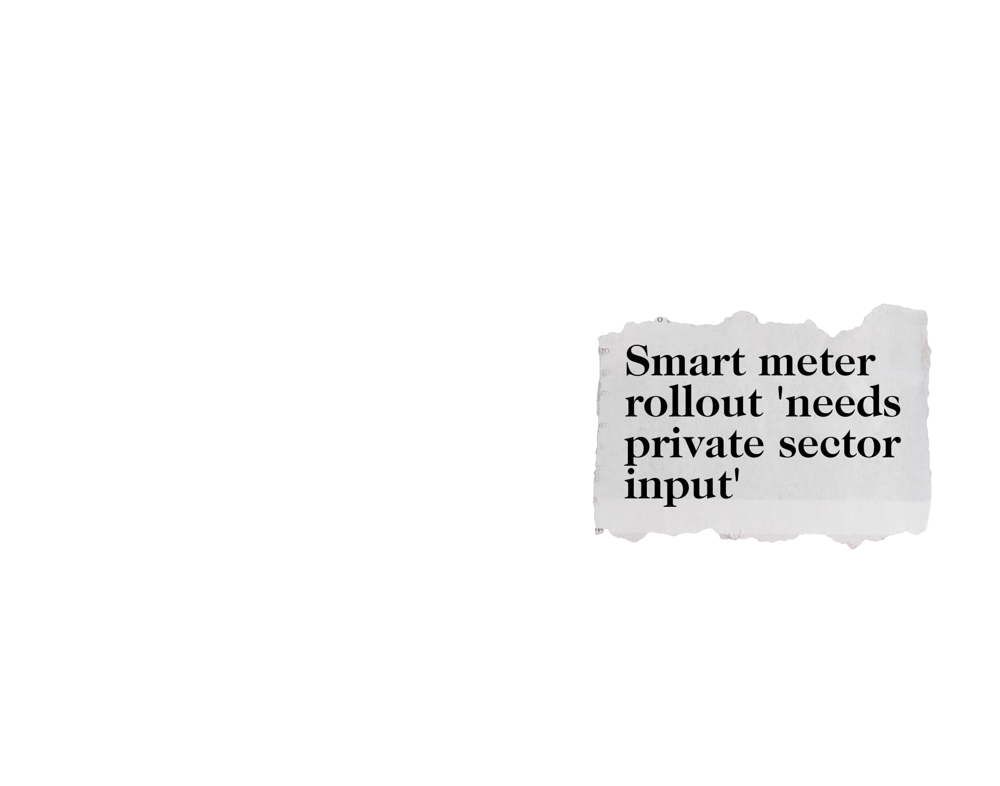 Smart meter
rollout 'needs
private sector
input'